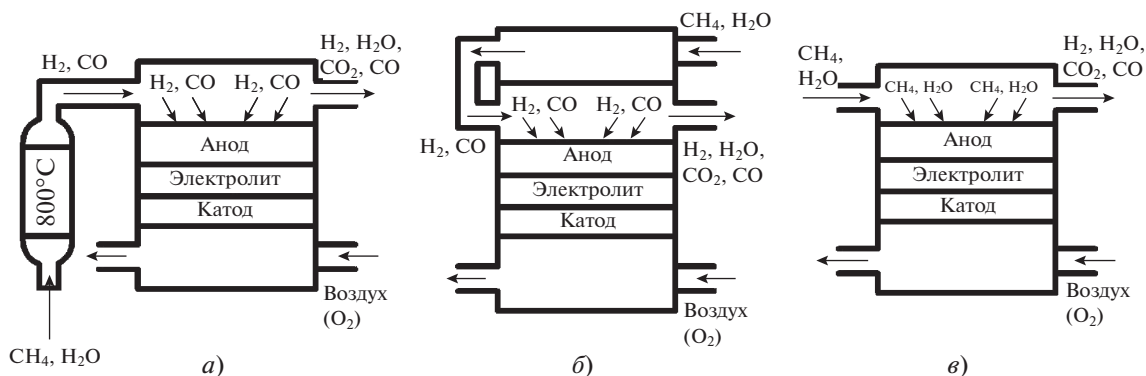 H₂, CO
H₂, H₂O,
CO₂, CO
H₂, CO H₂, CO
Анод
Электролит
Катод
800°C
Воздух
(O₂)
CH₄, H₂O
а)
CH₄, H₂O
H₂, CO H₂, CO
H₂, CO
Анод
H₂, H₂O,
CO₂, CO
Электролит
Катод
Воздух
(O₂)
б)
CH₄,
H₂O
H₂, H₂O,
CO₂, CO
CH₄, H₂O CH₄, H₂O
Анод
Электролит
Катод
Воздух
(O₂)
в)